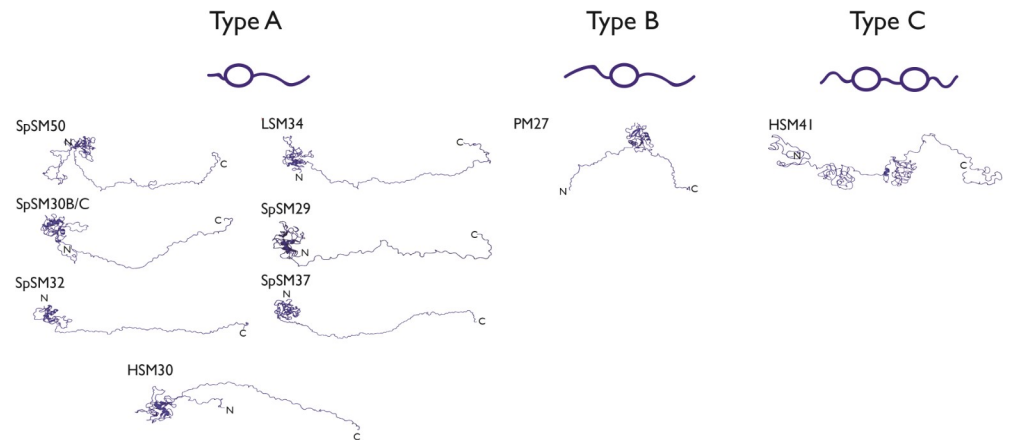 Type A
Type B
Type C
SpSM50
N
C
LSM34
N
C
PM27
N
C
HSM41
N
C
SpSM30B/C
N
C
SpSM29
N
C
SpSM32
N
C
SpSM37
N
C
HSM30
N
C